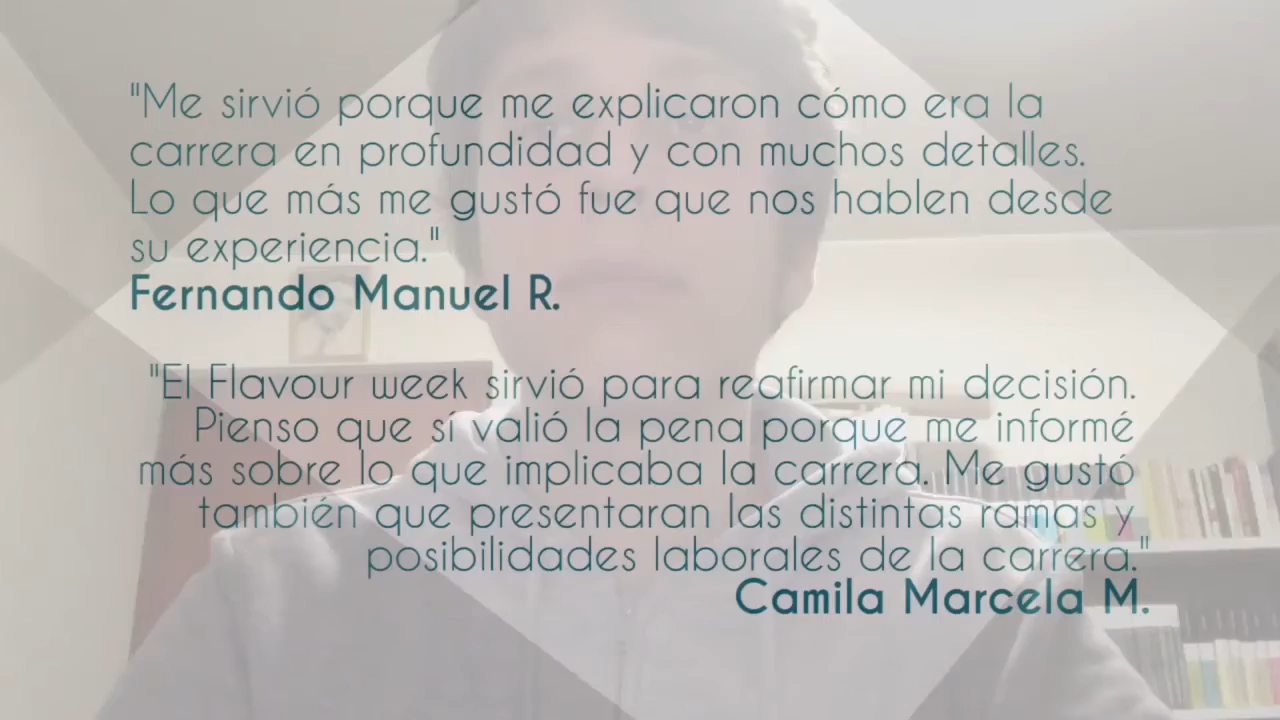 "Me sirvió porque me explicaron cómo era la
carrera en profundidad y con muchos detalles.
Lo que más me gustó fue que nos hablen desde
su experiencia."
Fernando Manuel R.
"El Flavour week sirvió para reafirmar mi decisión.
Pienso que sí valió la pena porque me informé
más sobre lo que implicaba la carrera. Me gustó
también que presentaran las distintas ramas y
posibilidades laborales de la carrera."
Camila Marcela M.